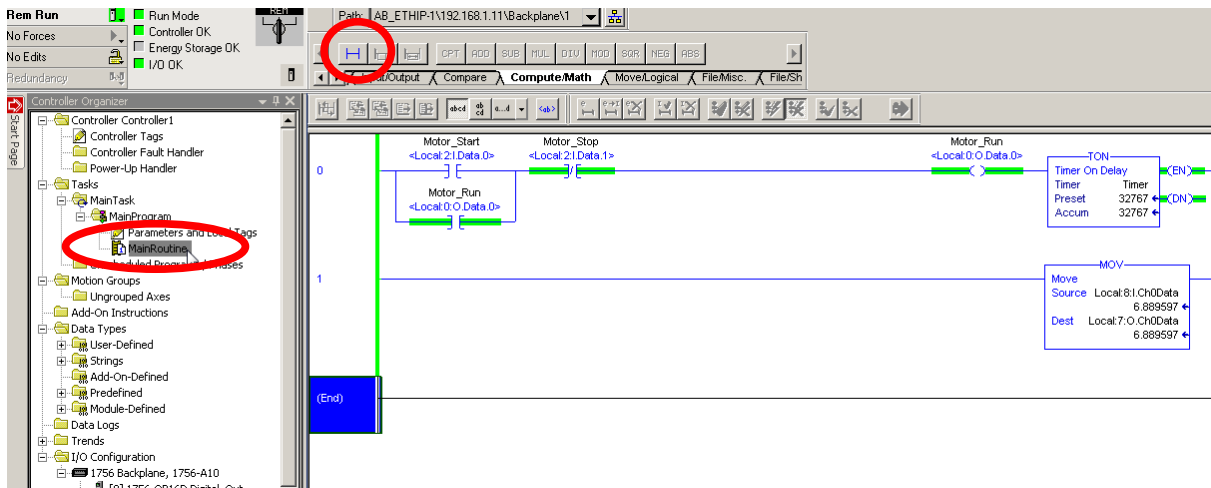 Rem Run
Run Mode
REM
Path: AB_ETHIP-1\192.168.1.11\Backplane\1
No Forces
Controller OK
Energy Storage OK
No Edits
I/O OK
Redundancy
CPT ADD SUB MUL DIV MOD SQR NEG ABS
Compare Compute/Math Move/Logical File/Misc. File/Sh
Start Page
Controller Organizer
Controller Controller1
Controller Tags
Controller Fault Handler
Power-Up Handler
Tasks
MainTask
MainProgram
Parameters and Local Tags
MainRoutine
Motion Groups
Ungrouped Axes
Add-On Instructions
Data Types
User-Defined
Strings
Add-On-Defined
Predefined
Module-Defined
Data Logs
Trends
I/O Configuration
1756 Backplane, 1756-A10
0
Motor_Start
<Local:2:I.Data.0>
Motor_Stop
<Local:2:I.Data.1>
Motor_Run
<Local:0:O.Data.0>
Motor_Run
<Local:0:O.Data.0>
TON
Timer On Delay
(EN)
Timer Timer
Preset 32767
(DN)
Accum 32767
1
MOV
Move
Source Local:8:I.Ch0Data
6.889597
Dest Local:7:O.Ch0Data
6.889597
(End)